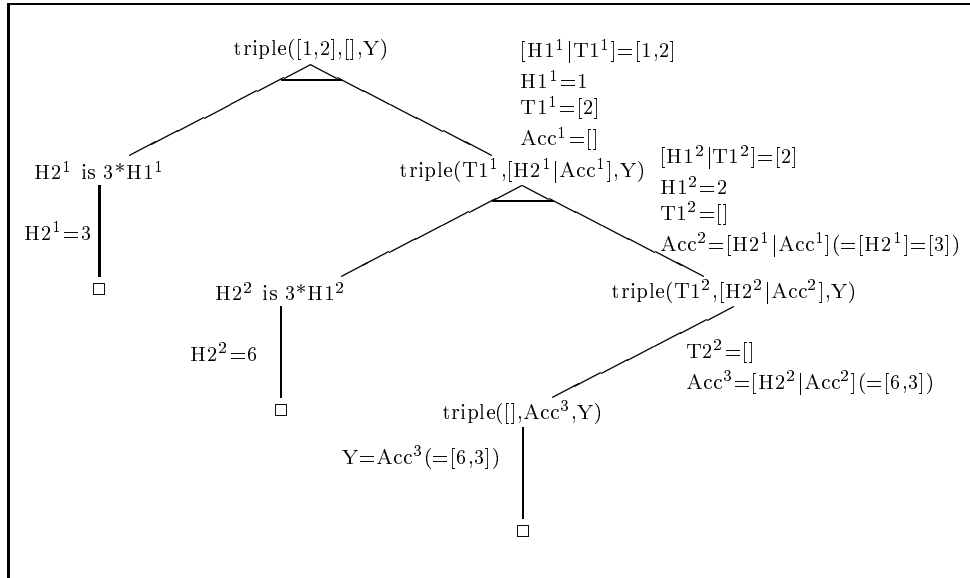 triple([1,2],[],Y)
[H1¹|T1¹]=[1,2]
H1¹=1
T1¹=[2]
Acc¹=[]
H2¹ is 3*H1¹
triple(T1¹,[H2¹|Acc¹],Y)
[H1²|T1²]=[2]
H1²=2
T1²=[]
Acc²=[H2¹|Acc¹](=[H2¹]=[3])
H2¹=3
H2² is 3*H1²
triple(T1²,[H2²|Acc²],Y)
H2²=6
T2²=[]
Acc³=[H2²|Acc²](=[6,3])
triple([],Acc³,Y)
Y=Acc³(=[6,3])